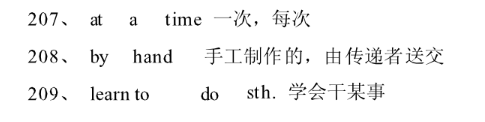 207、 at a time 一次，每次
208、 by hand 手工制作的，由传递者送交
209、 learn to do sth. 学会干某事